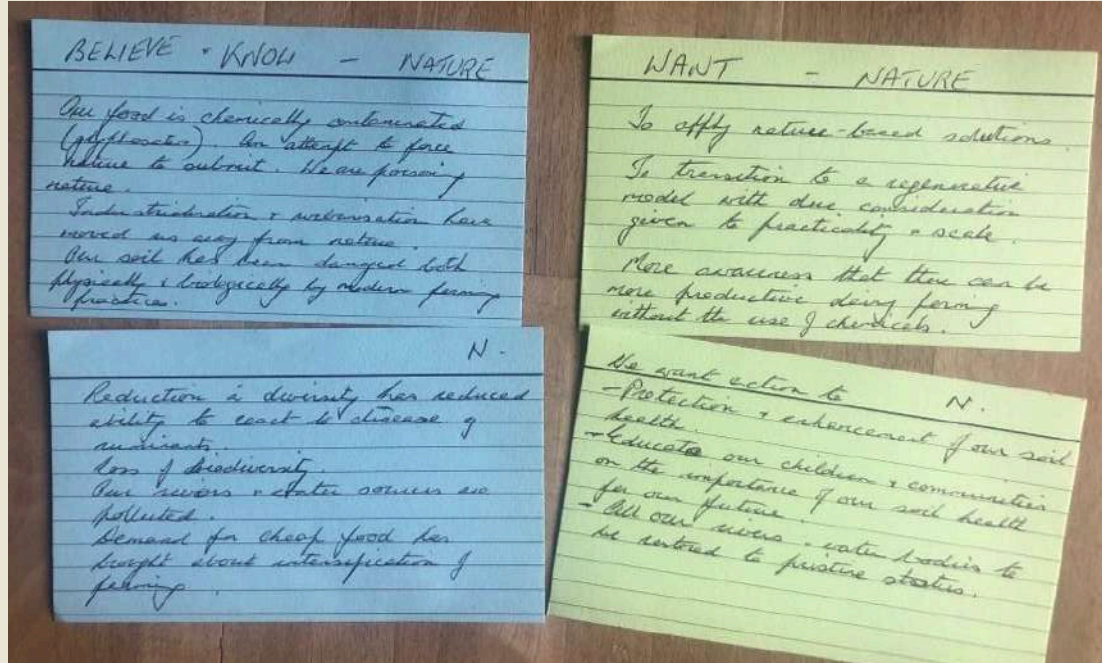 BELIEVE + KNOW - NATURE
Our food is chemically contaminated
(glyphosates). An attempt to force
nature to submit. We are poisoning
nature.
Industrialisation + urbanisation have
moved us away from nature.
Our soil has been damaged both
physically & biologically by modern farming
practices.
N.
Reduction in diversity has reduced
ability to react to disease of
ruminants.
Loss of biodiversity.
Our rivers + water sources are
polluted.
Demand for cheap food has
brought about intensification of
farming.
WANT - NATURE
To apply nature-based solutions.
To transition to a regenerative
model with due consideration
given to practicality + scale.
More awareness that there can be
more productive dairy farming
without the use of chemicals.
We want action to N.
- Protection + enhancement of our soil
health.
- Educate our children + communities
on the importance of our soil health
for our future.
- All our rivers + water bodies to
be restored to pristine status.